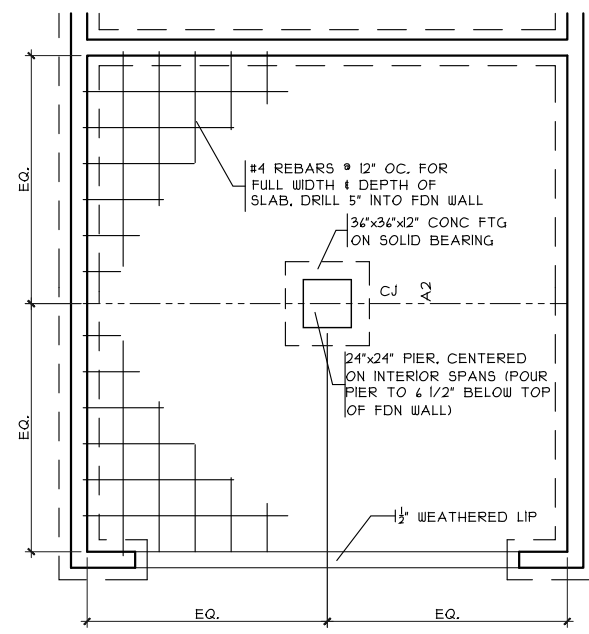 #4 REBARS @ 12" OC. FOR
FULL WIDTH & DEPTH OF
SLAB. DRILL 5" INTO FDN WALL
36"x36"x12" CONC FTG
ON SOLID BEARING
EQ.
CJ
A2
24"x24" PIER, CENTERED
ON INTERIOR SPANS (POUR
PIER TO 6 1/2" BELOW TOP
OF FDN WALL)
EQ.
1 1/2" WEATHERED LIP
EQ.
EQ.